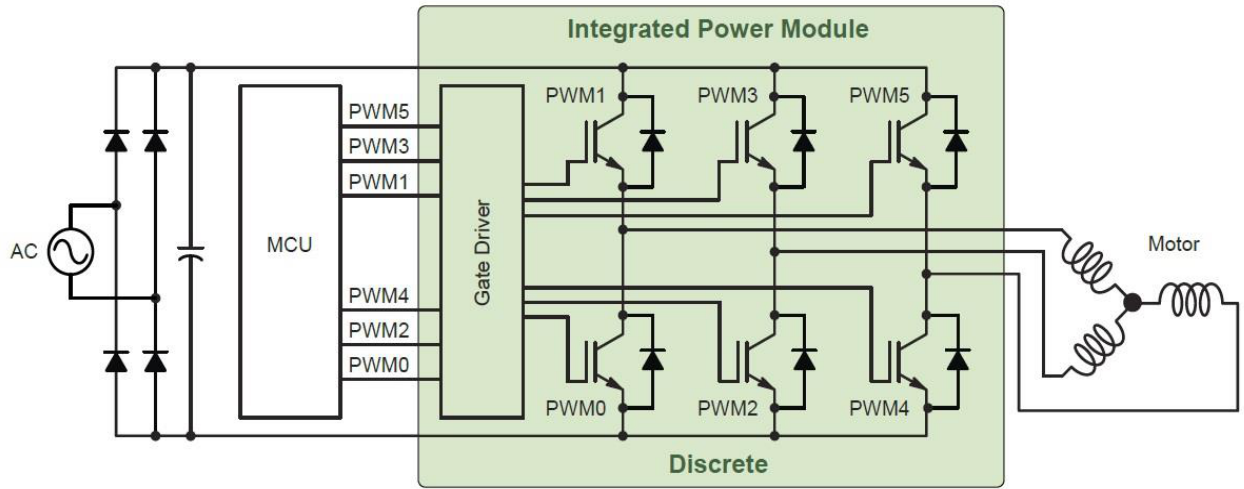 Integrated Power Module
PWM1
PWM3
PWM5
PWM5
PWM3
PWM1
AC
MCU
Gate Driver
Motor
PWM4
PWM2
PWM0
PWM0
PWM2
PWM4
Discrete